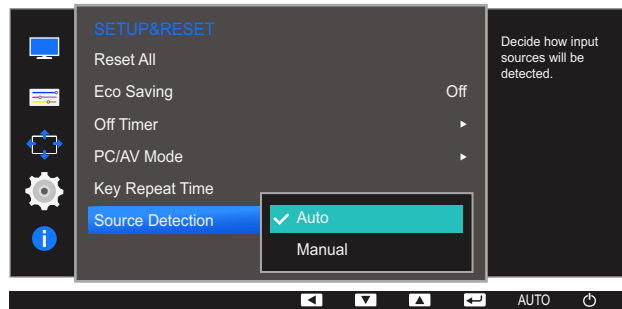 SETUP&RESET
Reset All
Eco Saving Off
Off Timer
PC/AV Mode
Key Repeat Time
Source Detection
Auto
Manual
Decide how input
sources will be
detected.
AUTO